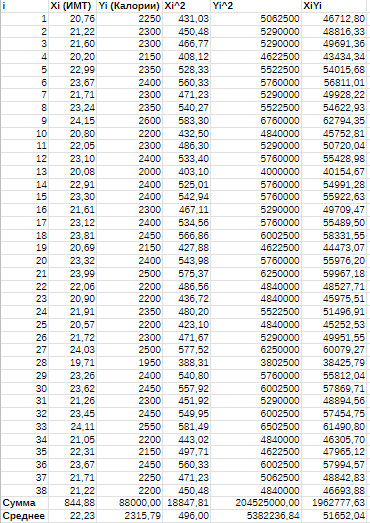 i Xi (ИМТ) Yi (Калории) Xi^2 Yi^2 XiYi
1 20,76 2250 431,03 5062500 46712,80
2 21,22 2300 450,48 5290000 48816,33
3 21,60 2300 466,77 5290000 49691,36
4 20,20 2150 408,12 4622500 43434,34
5 22,99 2350 528,33 5522500 54015,68
6 23,67 2400 560,33 5760000 56811,01
7 21,71 2300 471,23 5290000 49928,22
8 23,24 2350 540,27 5522500 54622,93
9 24,15 2600 583,30 6760000 62794,35
10 20,80 2200 432,50 4840000 45752,81
11 22,05 2300 486,30 5290000 50720,04
12 23,10 2400 533,40 5760000 55428,98
13 20,08 2000 403,10 4000000 40154,67
14 22,91 2400 525,01 5760000 54991,28
15 23,30 2400 542,94 5760000 55922,63
16 21,61 2300 467,11 5290000 49709,47
17 23,12 2400 534,56 5760000 55489,50
18 23,81 2450 566,86 6002500 58331,55
19 20,69 2150 427,88 4622500 44473,07
20 23,32 2400 543,98 5760000 55976,20
21 23,99 2500 575,37 6250000 59967,18
22 22,06 2200 486,56 4840000 48527,71
23 20,90 2200 436,72 4840000 45975,51
24 21,91 2350 480,20 5522500 51496,91
25 20,57 2200 423,10 4840000 45252,53
26 21,72 2300 471,67 5290000 49951,55
27 24,03 2500 577,52 6250000 60079,27
28 19,71 1950 388,31 3802500 38425,79
29 23,26 2400 540,80 5760000 55812,04
30 23,62 2450 557,92 6002500 57869,71
31 21,26 2300 451,92 5290000 48894,56
32 23,45 2450 549,95 6002500 57454,75
33 24,11 2550 581,49 6502500 61490,80
34 21,05 2200 443,02 4840000 46305,70
35 22,31 2150 497,71 4622500 47965,12
36 23,67 2450 560,33 6002500 57994,57
37 21,71 2250 471,23 5062500 48842,83
38 21,22 2200 450,48 4840000 46693,88
Сумма 844,88 88000,00 18847,81 204525000,00 1962777,63
Среднее 22,23 2315,79 496,00 5382236,84 51652,04